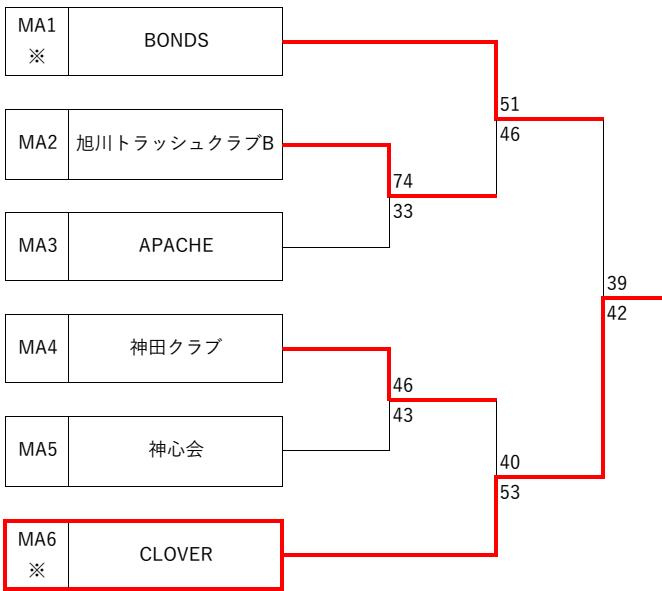 MA1
※
BONDS
51
46
MA2
旭川トラッシュクラブB
74
33
MA3
APACHE
39
42
MA4
神田クラブ
46
43
MA5
神心会
40
53
MA6
※
CLOVER